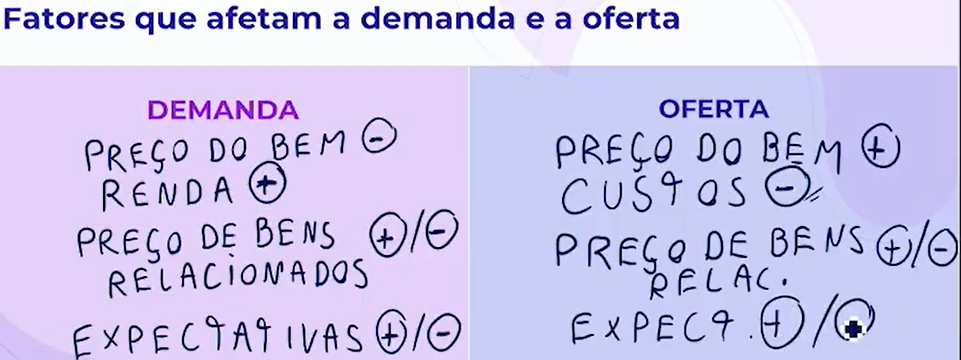 Fatores que afetam a demanda e a oferta
DEMANDA
PREÇO DO BEM ⊖
RENDA ⊕
PREÇO DE BENS ⊕/⊖
RELACIONADOS
EXPECTATIVAS ⊕/⊖
OFERTA
PREÇO DO BEM ⊕
CUSTOS ⊖
PREÇO DE BENS ⊕/⊖
RELAC.
EXPECT. ⊕/